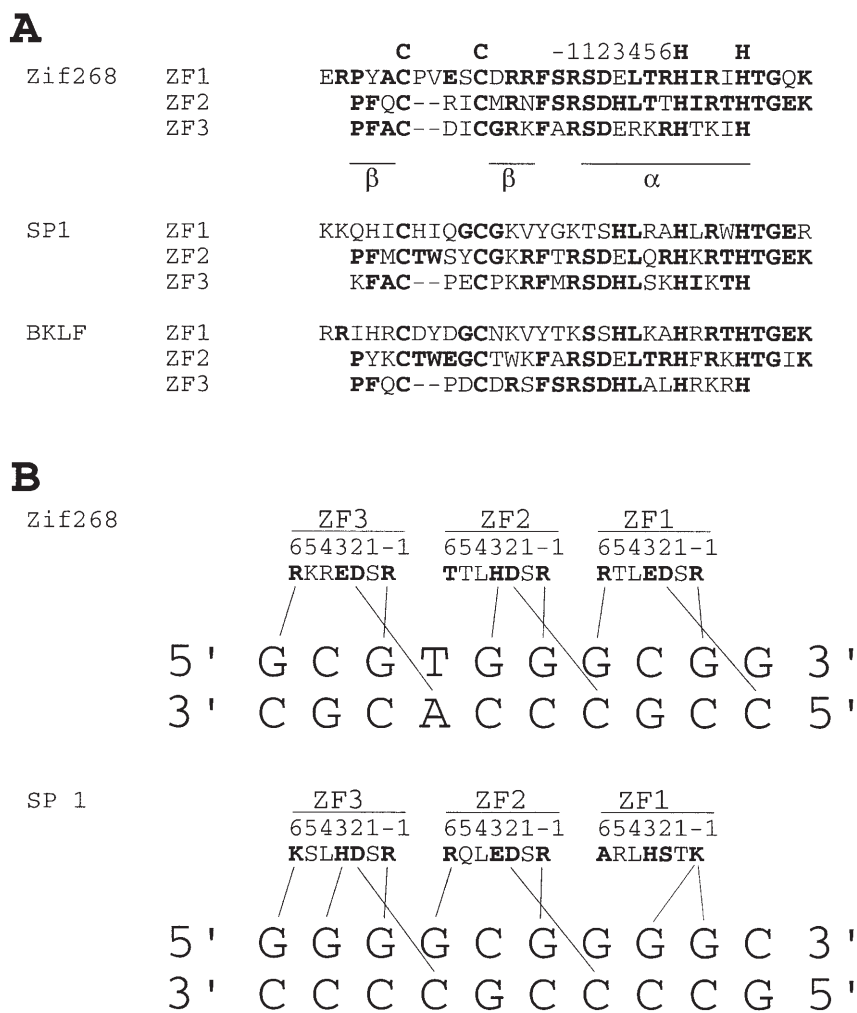 A
C C -1123456H H
Zif268 ZF1 ERPYACPVESCDRRFSRSDELTRHIRIHTGQK
ZF2 PFQC--RICMRNFSRSDHLTTHIRTHTGEK
ZF3 PFAC--DICGRKFARSDERKRHTKIH
β β α
SP1 ZF1 KKQHICHIQGCGKVYGKTSHLRAHLRWHTGER
ZF2 PFMCTWSYCGKRFTRSDELQRHKRTHTGEK
ZF3 KFAC--PECPKRFMRSDHLSKHIKTH
BKLF ZF1 RRIHRCDYDGCNKVYTKSSHLKAHRRTHTGEK
ZF2 PYKCTWEGCTWKFARSDELTRHFRKHTGIK
ZF3 PFQC--PDCDRSFSRSDHLALHRKRH
B
Zif268 ZF3 ZF2 ZF1
654321-1 654321-1 654321-1
RKREDSR TTLHDSR RTLEDSR
5' G C G T G G G C G G 3'
3' C G C A C C C G C C 5'
SP 1 ZF3 ZF2 ZF1
654321-1 654321-1 654321-1
KSLHDSR RQLEDSR ARLHSTK
5' G G G G C G G G G C 3'
3' C C C C G C C C C G 5'